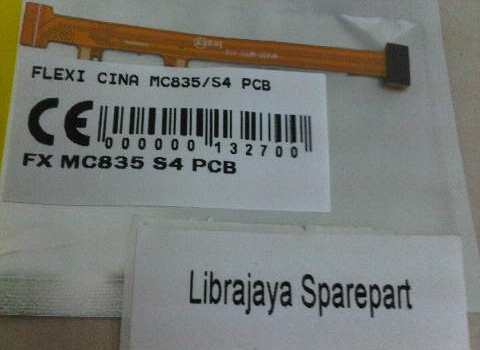 FLEXI CINA MC835/S4 PCB
CE
000000 132700
FX MC835 S4 PCB
Librajaya Sparepart